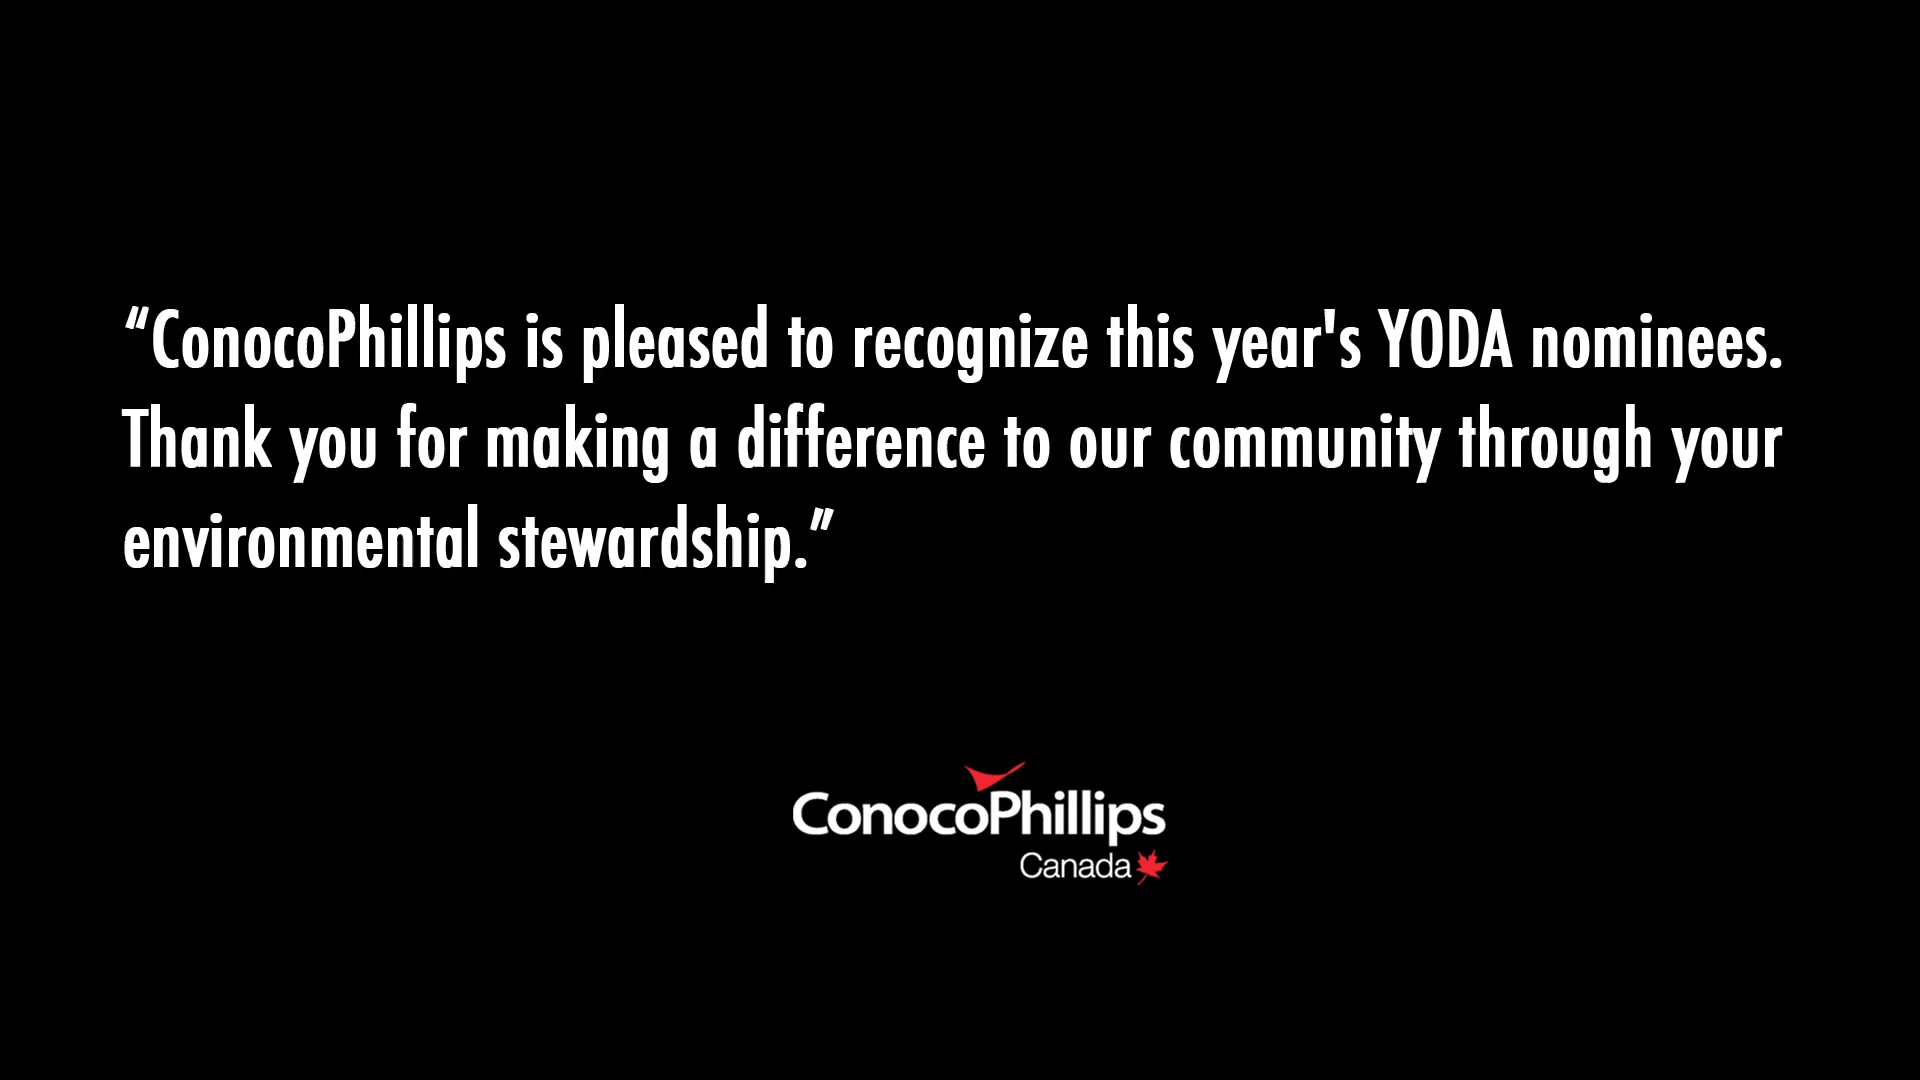 “ConocoPhillips is pleased to recognize this year's YODA nominees.
Thank you for making a difference to our community through your
environmental stewardship.”
ConocoPhillips
Canada